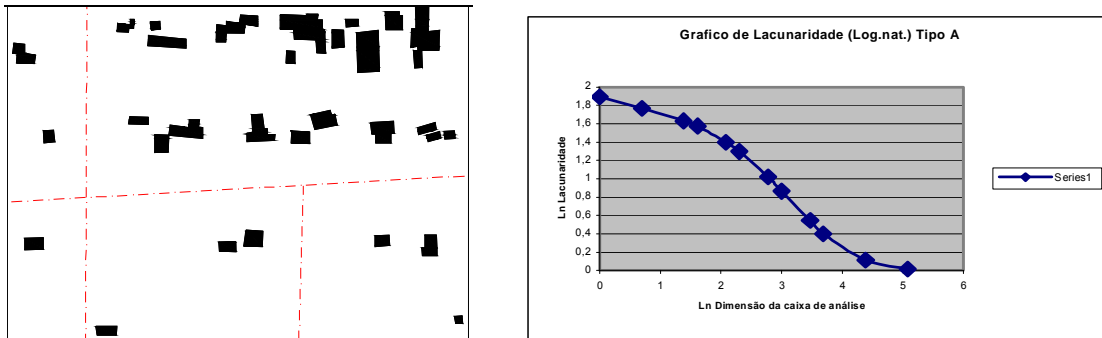 Grafico de Lacunaridade (Log.nat.) Tipo A
2
1,8
1,6
1,4
1,2
1
0,8
0,6
0,4
0,2
0
Ln Lacunaridade
0 1 2 3 4 5 6
Ln Dimensão da caixa de análise
Series1